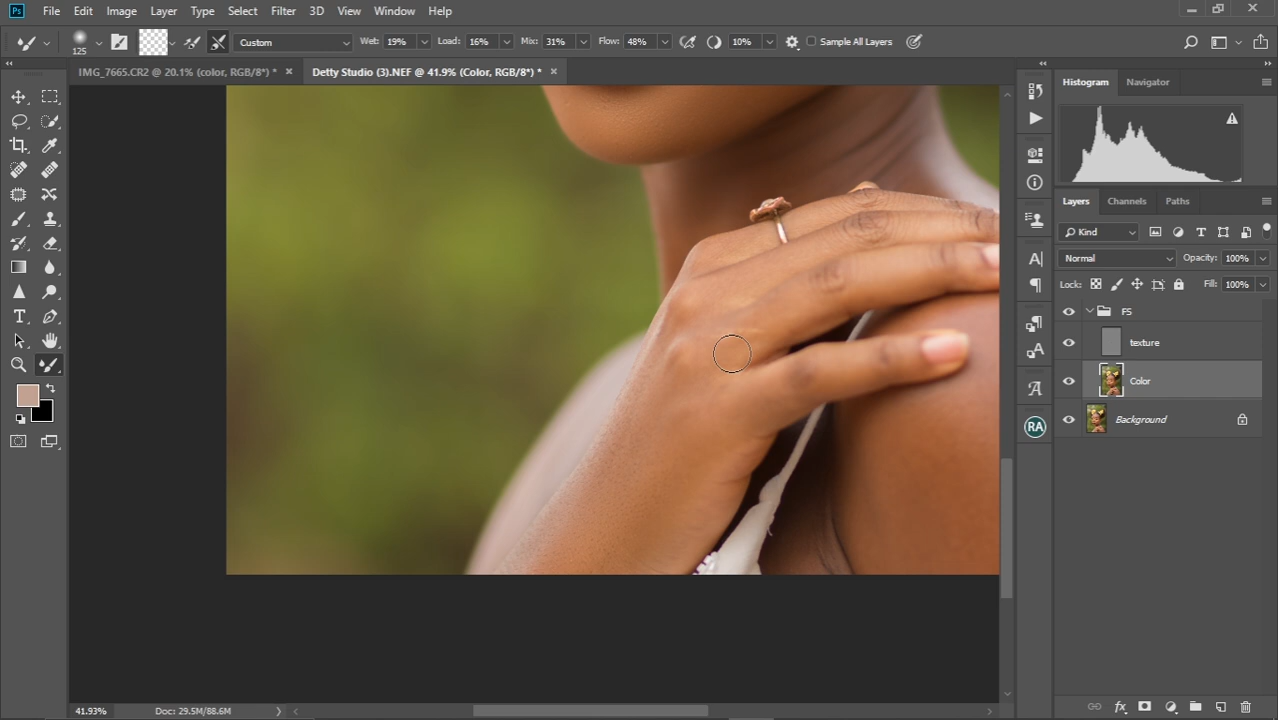 Ps File Edit Image Layer Type Select Filter 3D View Window Help
125 Custom Wet: 19% Load: 16% Mix: 31% Flow: 48% 10% Sample All Layers
IMG_7665.CR2 @ 20.1% (color, RGB/8*) * × Detty Studio (3).NEF @ 41.9% (Color, RGB/8*) * ×
Histogram Navigator
Layers Channels Paths
Kind
Normal Opacity: 100%
Lock: Fill: 100%
FS
texture
Color
Background
RA
41.93% Doc: 29.5M/88.6M